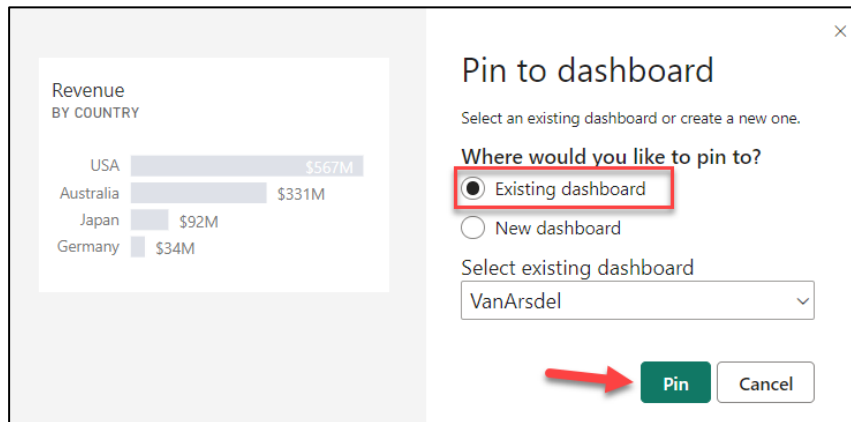 Revenue
BY COUNTRY
USA $567M
Australia $331M
Japan $92M
Germany $34M
Pin to dashboard
Select an existing dashboard or create a new one.
Where would you like to pin to?
Existing dashboard
New dashboard
Select existing dashboard
VanArsdel
Pin Cancel